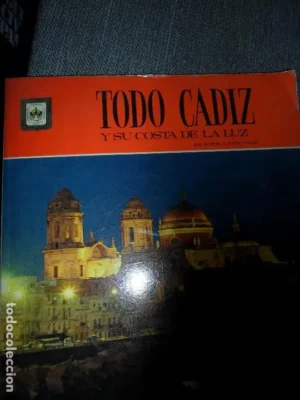 TODO CADIZ
Y SU COSTA DE LA LUZ
todocoleccion